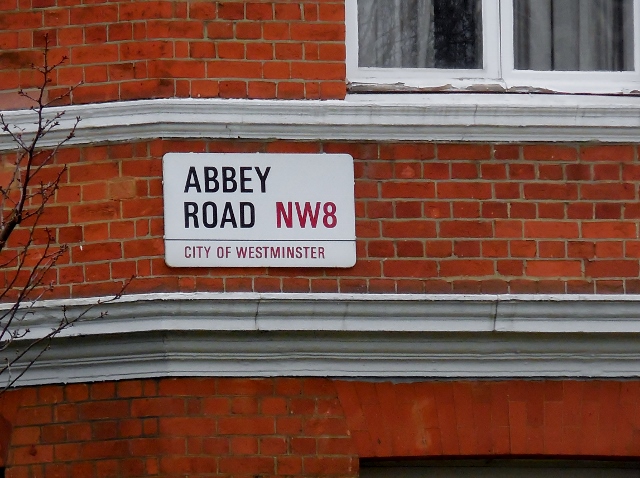 ABBEY
ROAD NW8
CITY OF WESTMINSTER